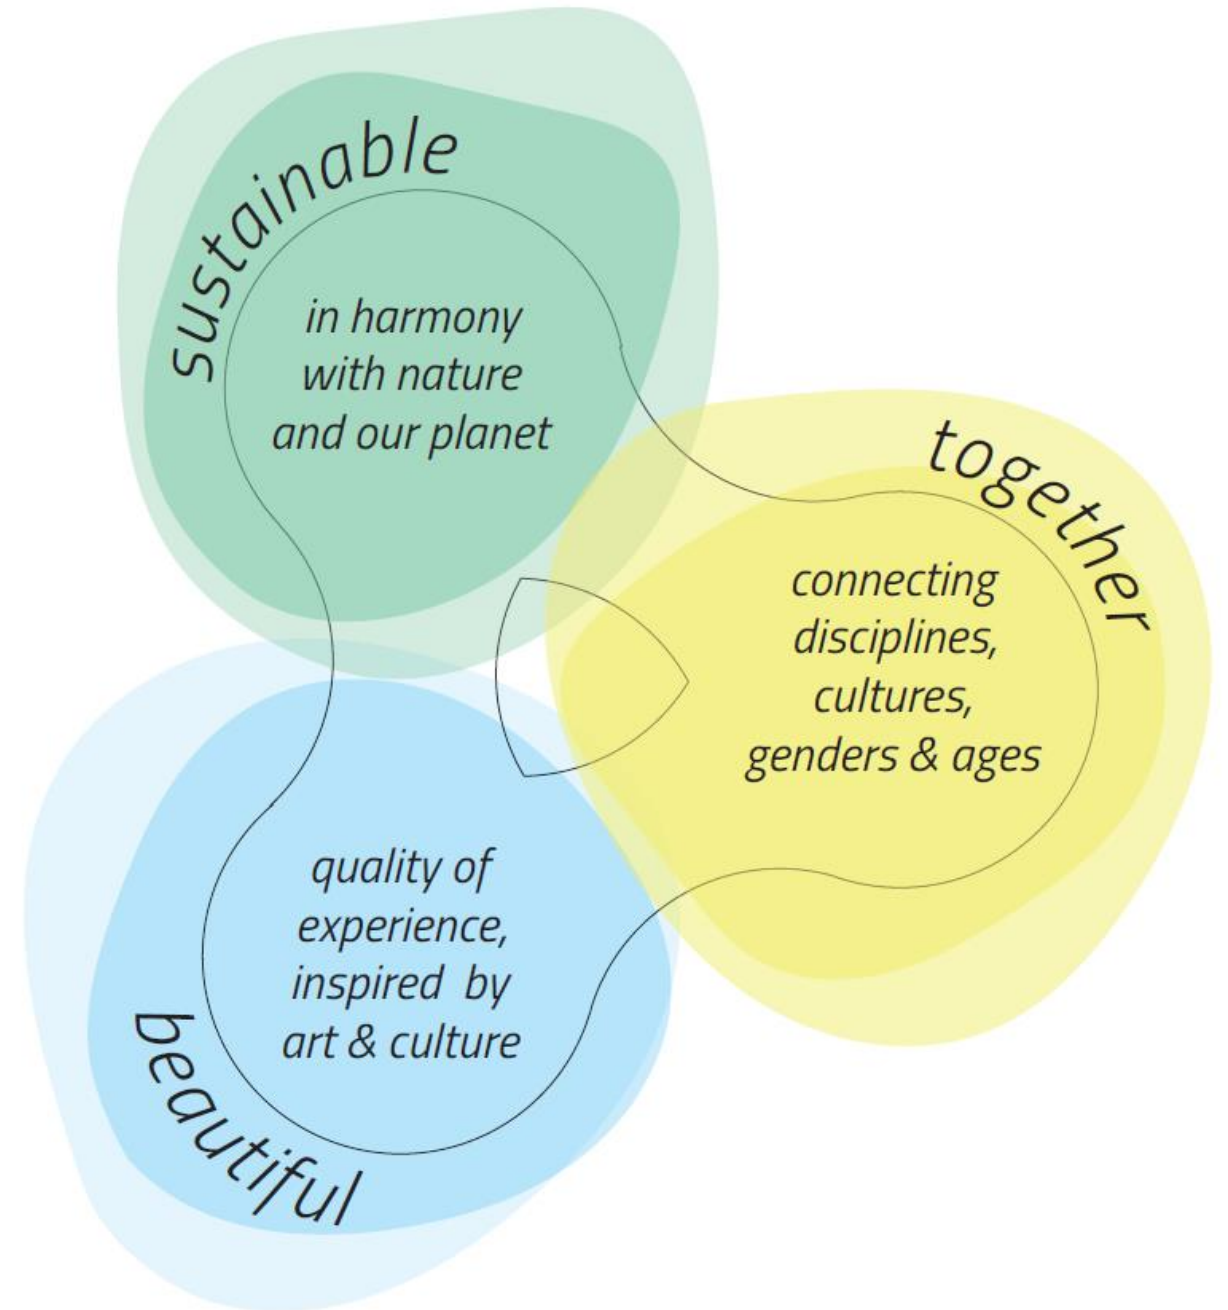 sustainable
in harmony
with nature
and our planet
together
connecting
disciplines,
cultures,
genders & ages
quality of
experience,
inspired by
art & culture
beautiful